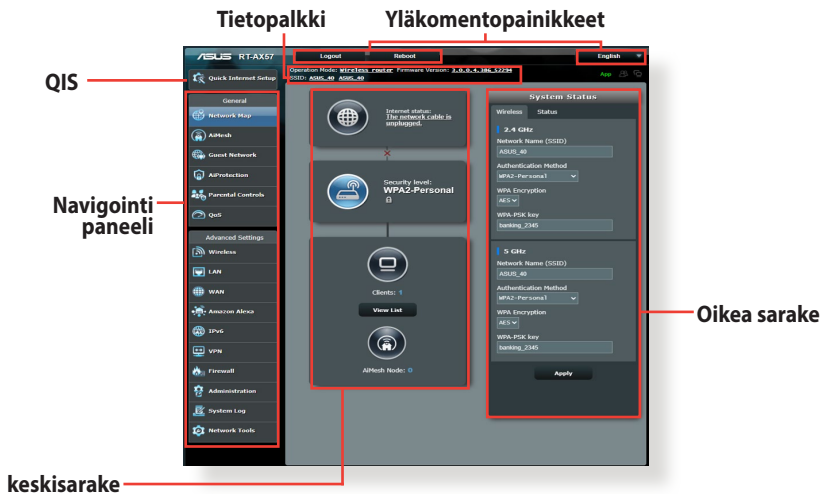 Tietopalkki
Yläkomentopainikkeet
QIS
Navigointi
paneeli
Oikea sarake
keskisarake
ASUS RT-AX57
Logout
Reboot
English
Operation Mode: Wireless router Firmware Version: 3.0.0.4.386_52294
SSID: ASUS_40 ASUS_40
App
Quick Internet Setup
General
Network Map
AiMesh
Guest Network
AiProtection
Parental Controls
QoS
Advanced Settings
Wireless
LAN
WAN
Amazon Alexa
IPv6
VPN
Firewall
Administration
System Log
Network Tools
Internet status:
The network cable is
unplugged.
Security level:
WPA2-Personal
Clients: 1
View List
AiMesh Node: 0
System Status
Wireless
Status
2.4 GHz
Network Name (SSID)
ASUS_40
Authentication Method
WPA2-Personal
WPA Encryption
AES
WPA-PSK key
banking_2345
5 GHz
Network Name (SSID)
ASUS_40
Authentication Method
WPA2-Personal
WPA Encryption
AES
WPA-PSK key
banking_2345
Apply